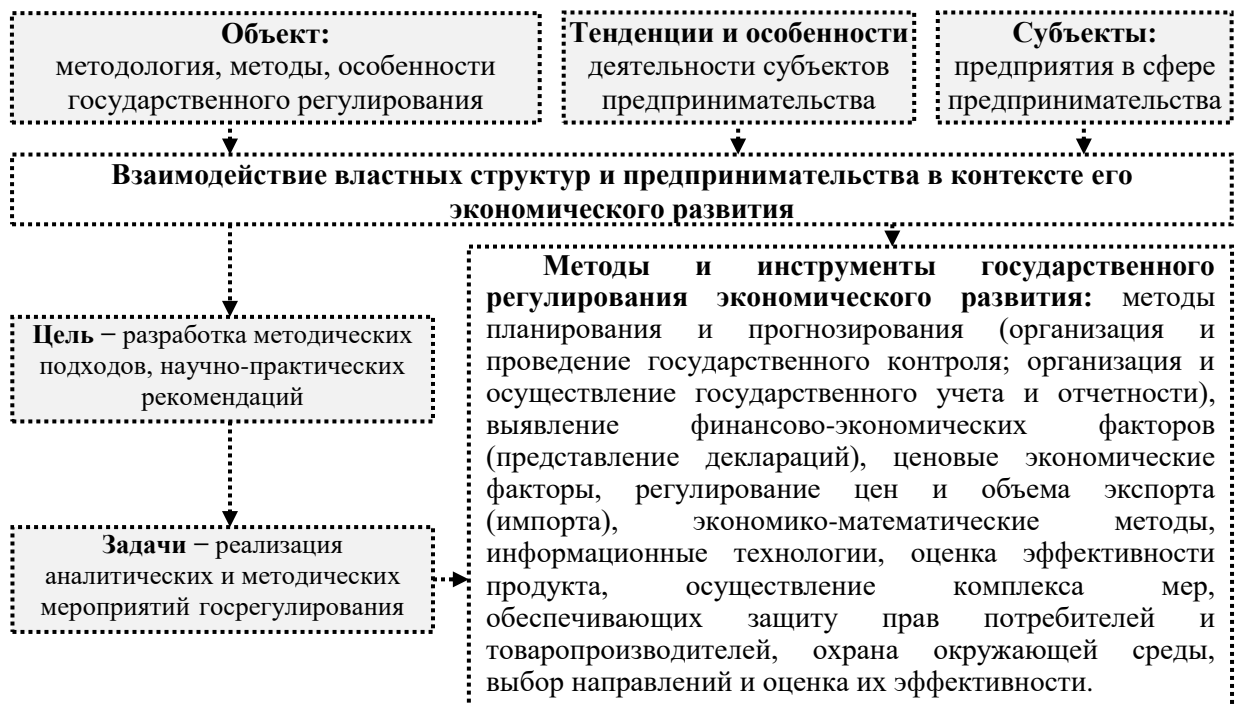 Объект:
методология, методы, особенности
государственного регулирования
Тенденции и особенности
деятельности субъектов
предпринимательства
Субъекты:
предприятия в сфере
предпринимательства
Взаимодействие властных структур и предпринимательства в контексте его
экономического развития
Цель − разработка методических
подходов, научно-практических
рекомендаций
Задачи − реализация
аналитических и методических
мероприятий госрегулирования
Методы и инструменты государственного
регулирования экономического развития: методы
планирования и прогнозирования (организация и
проведение государственного контроля; организация и
осуществление государственного учета и отчетности),
выявление финансово-экономических факторов
(представление деклараций), ценовые экономические
факторы, регулирование цен и объема экспорта
(импорта), экономико-математические методы,
информационные технологии, оценка эффективности
продукта, осуществление комплекса мер,
обеспечивающих защиту прав потребителей и
товаропроизводителей, охрана окружающей среды,
выбор направлений и оценка их эффективности.